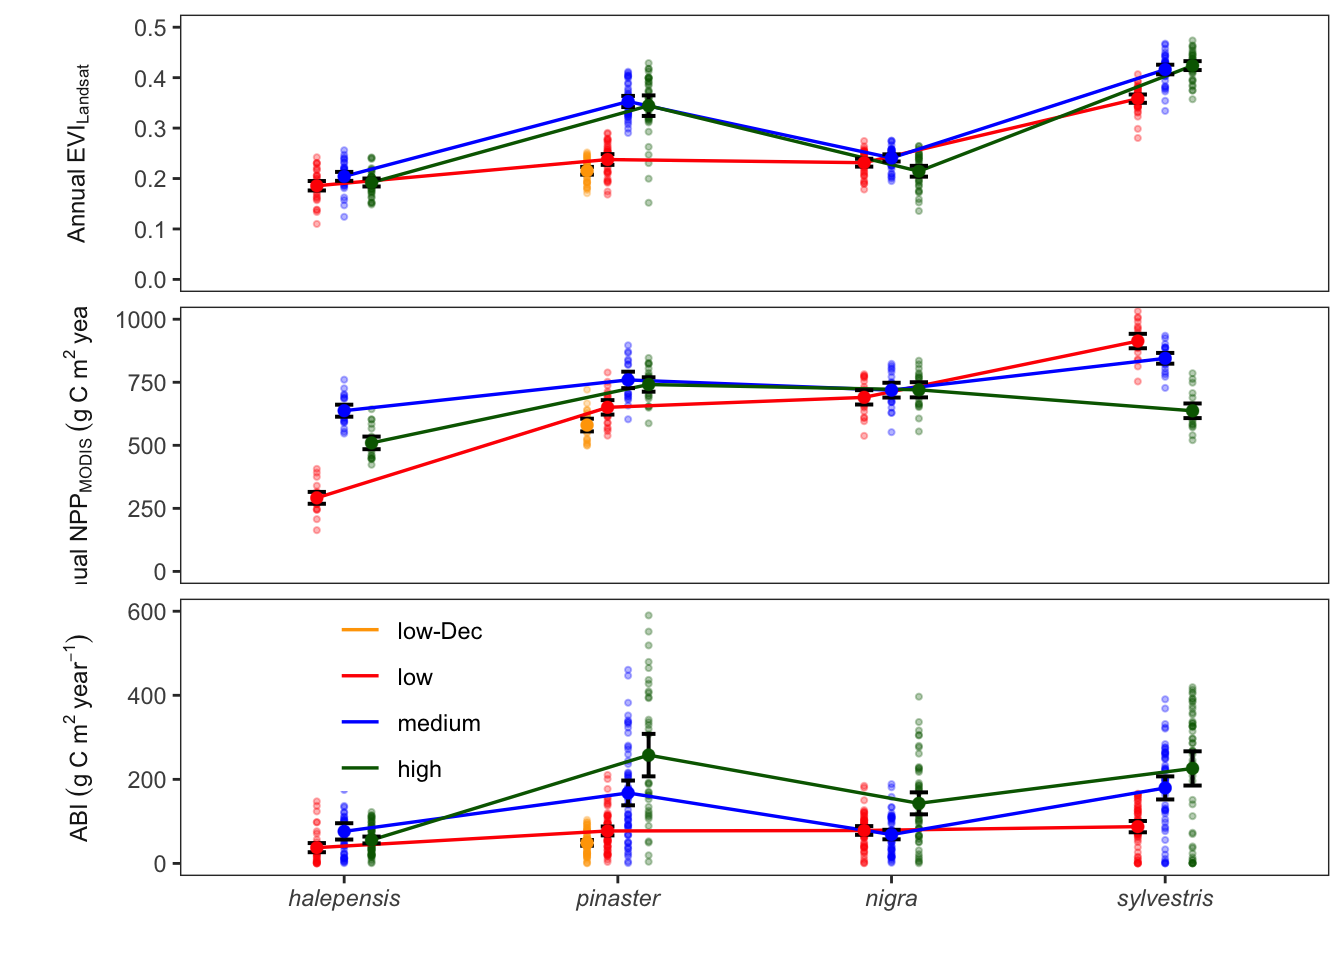 0.5
0.4
0.3
0.2
0.1
0.0
Annual EVI_Landsat
1000
750
500
250
0
ual NPP_MODIS (g C m² yea
600
400
200
0
ABI (g C m² year⁻¹)
low-Dec
low
medium
high
halepensis
pinaster
nigra
sylvestris